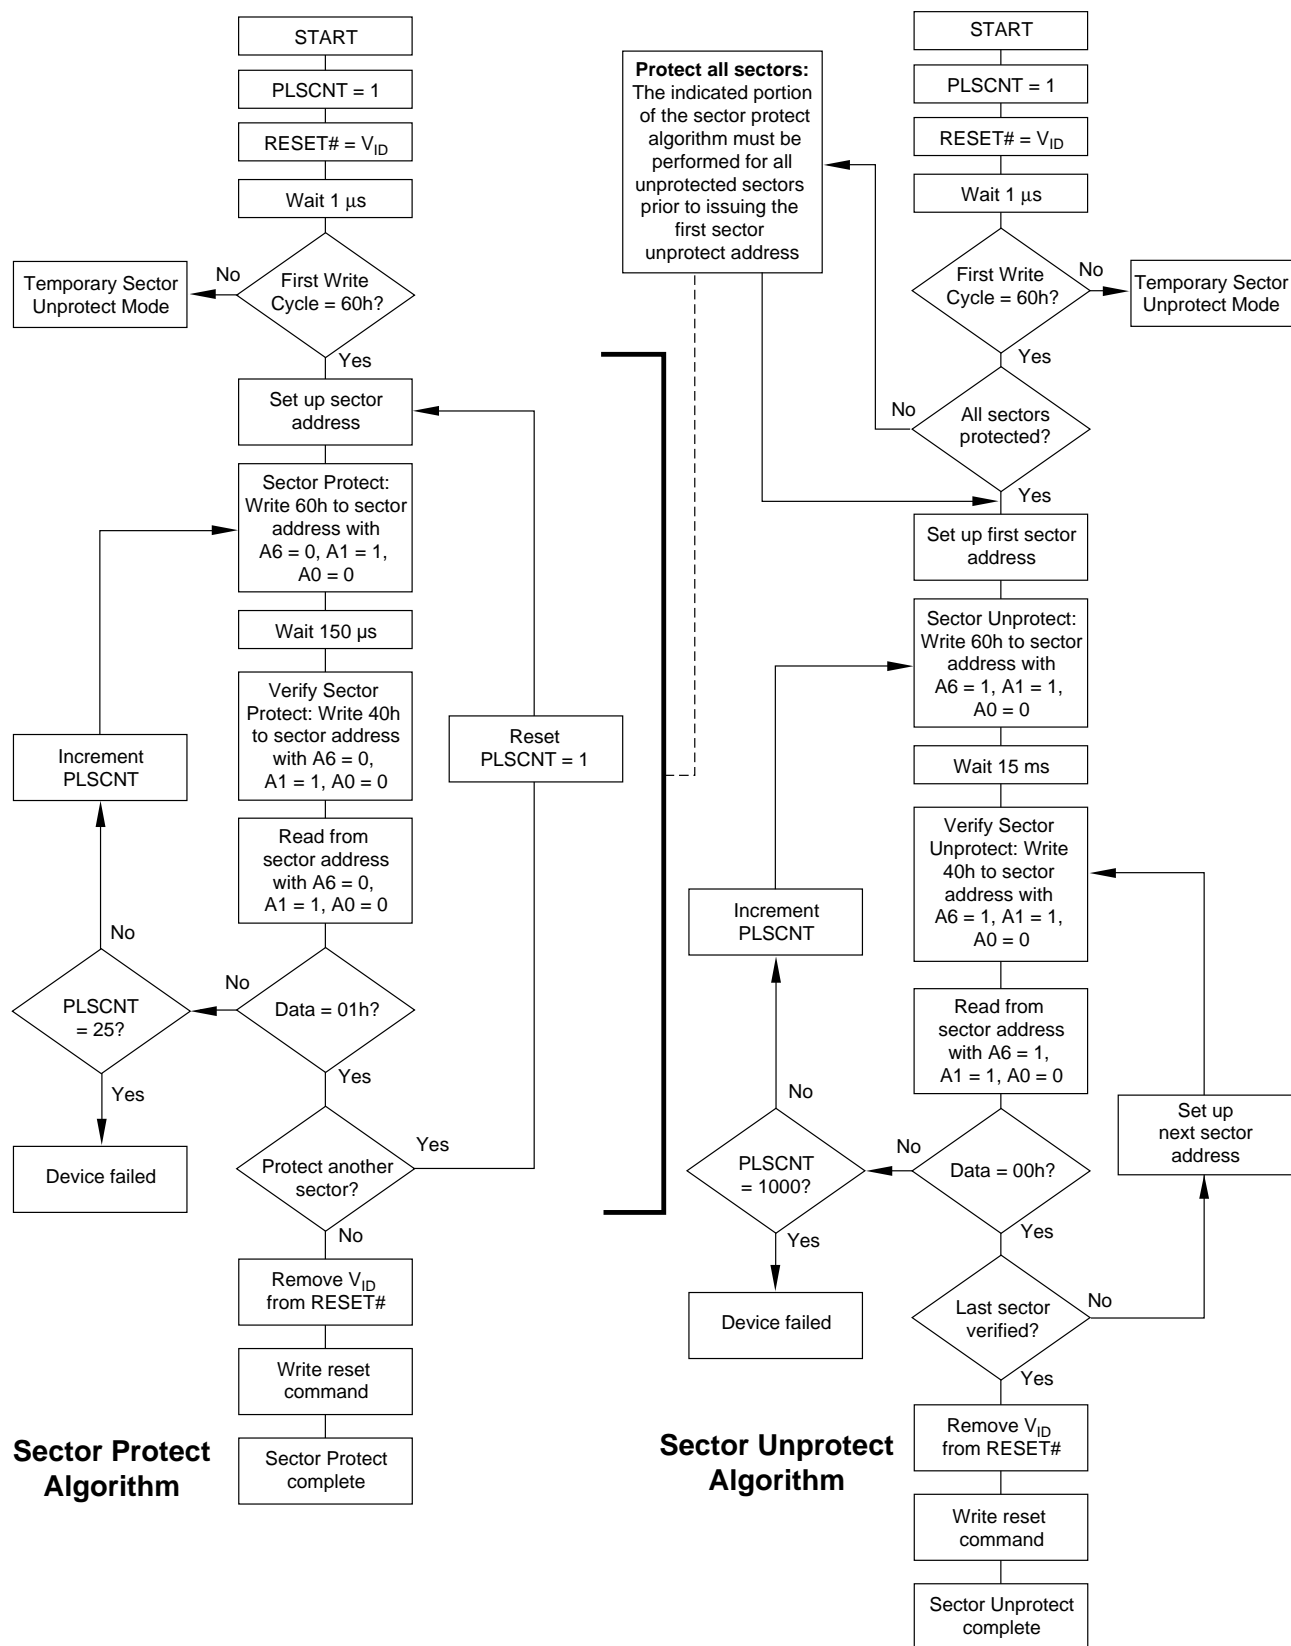 START
PLSCNT = 1
RESET# = VID
Wait 1 μs
First Write
Cycle = 60h?
No
Temporary Sector
Unprotect Mode
Yes
Set up sector
address
Sector Protect:
Write 60h to sector
address with
A6 = 0, A1 = 1,
A0 = 0
Wait 150 µs
Verify Sector
Protect: Write 40h
to sector address
with A6 = 0,
A1 = 1, A0 = 0
Reset
PLSCNT = 1
Increment
PLSCNT
Read from
sector address
with A6 = 0,
A1 = 1, A0 = 0
No
PLSCNT
= 25?
No
Data = 01h?
Yes
Yes
Device failed
Protect another
sector?
Yes
No
Remove VID
from RESET#
Write reset
command
Sector Protect
complete
Sector Protect
Algorithm
Protect all sectors:
The indicated portion
of the sector protect
algorithm must be
performed for all
unprotected sectors
prior to issuing the
first sector
unprotect address
START
PLSCNT = 1
RESET# = VID
Wait 1 μs
First Write
Cycle = 60h?
No
Temporary Sector
Unprotect Mode
Yes
No
All sectors
protected?
Yes
Set up first sector
address
Sector Unprotect:
Write 60h to sector
address with
A6 = 1, A1 = 1,
A0 = 0
Wait 15 ms
Verify Sector
Unprotect: Write
40h to sector
address with
A6 = 1, A1 = 1,
A0 = 0
Increment
PLSCNT
Read from
sector address
with A6 = 1,
A1 = 1, A0 = 0
No
Set up
next sector
address
PLSCNT
= 1000?
No
Data = 00h?
Yes
Yes
Device failed
Last sector
verified?
No
Yes
Remove VID
from RESET#
Write reset
command
Sector Unprotect
complete
Sector Unprotect
Algorithm